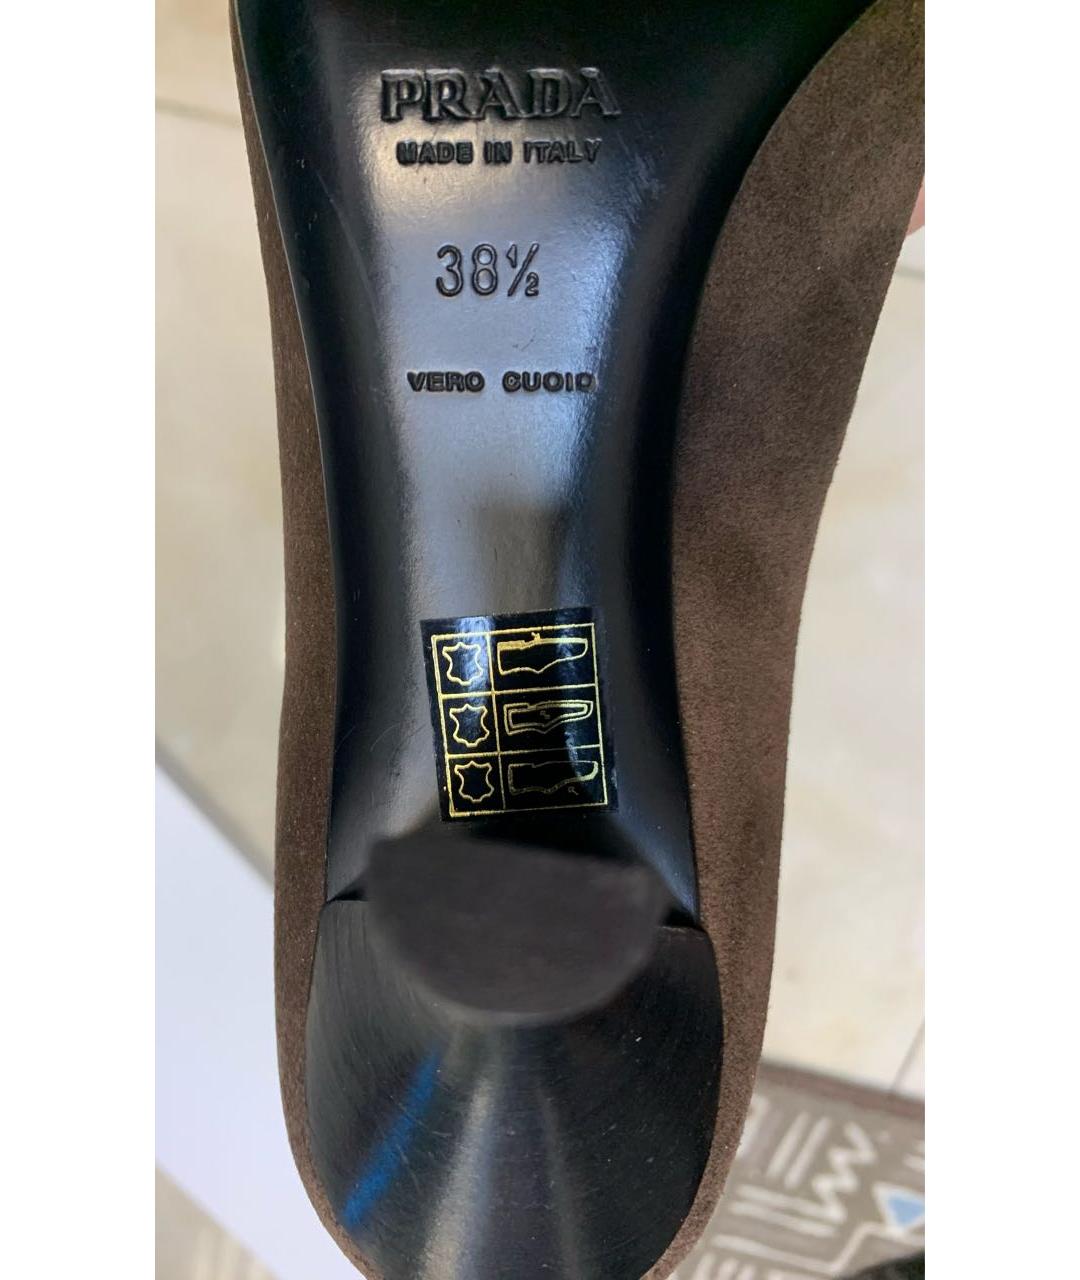 PRADA
MADE IN ITALY
38½
VERO CUOIO